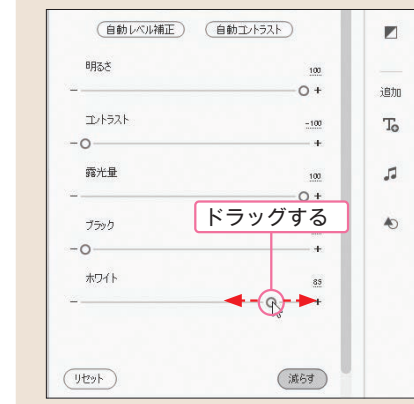 自動レベル補正 自動コントラスト
明るさ 100
- +
コントラスト -100
- +
追加
露光量 100
- +
ドラッグする
ブラック
- +
ホワイト 85
- +
リセット 減らす